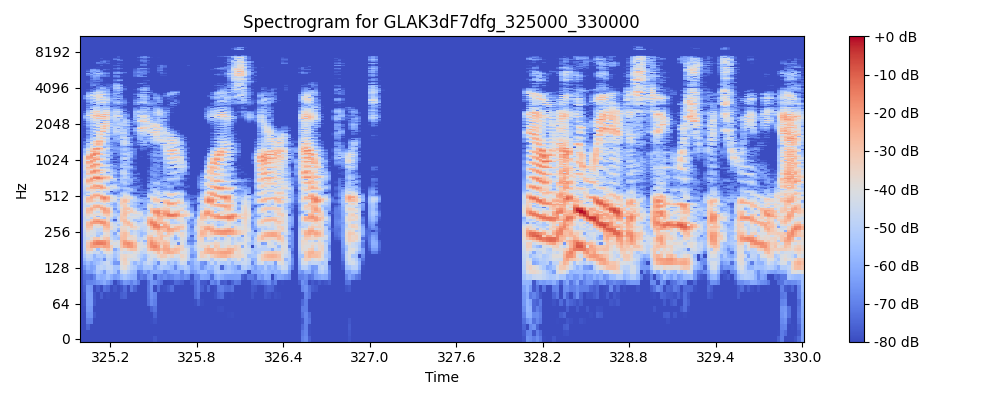 Spectrogram for GLAK3dF7dfg_325000_330000
8192
4096
2048
1024
512
256
128
64
0
Hz
325.2 325.8 326.4 327.0 327.6 328.2 328.8 329.4 330.0
Time
+0 dB
-10 dB
-20 dB
-30 dB
-40 dB
-50 dB
-60 dB
-70 dB
-80 dB